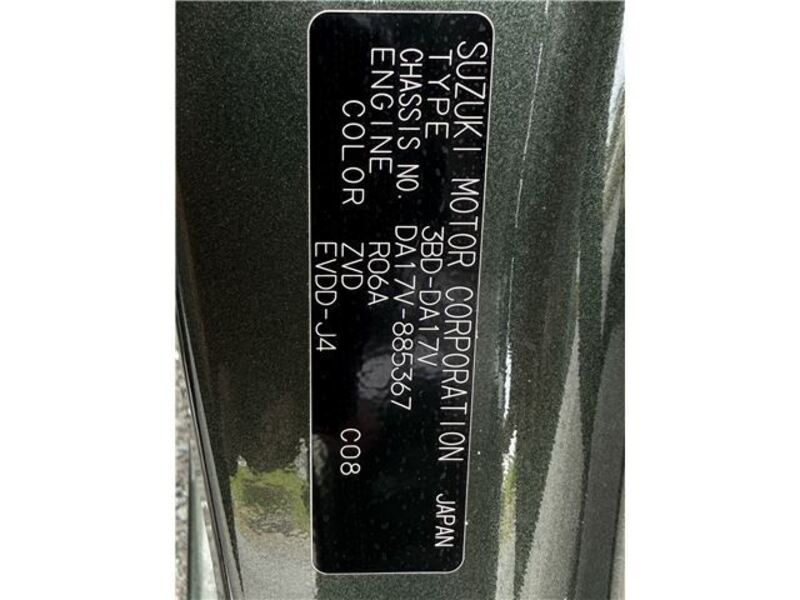 SUZUKI MOTOR CORPORATION JAPAN
TYPE 3BD-DA17V
CHASSIS NO. DA17V-885367
ENGINE R06A
COLOR ZVD C08
EVDD-J4